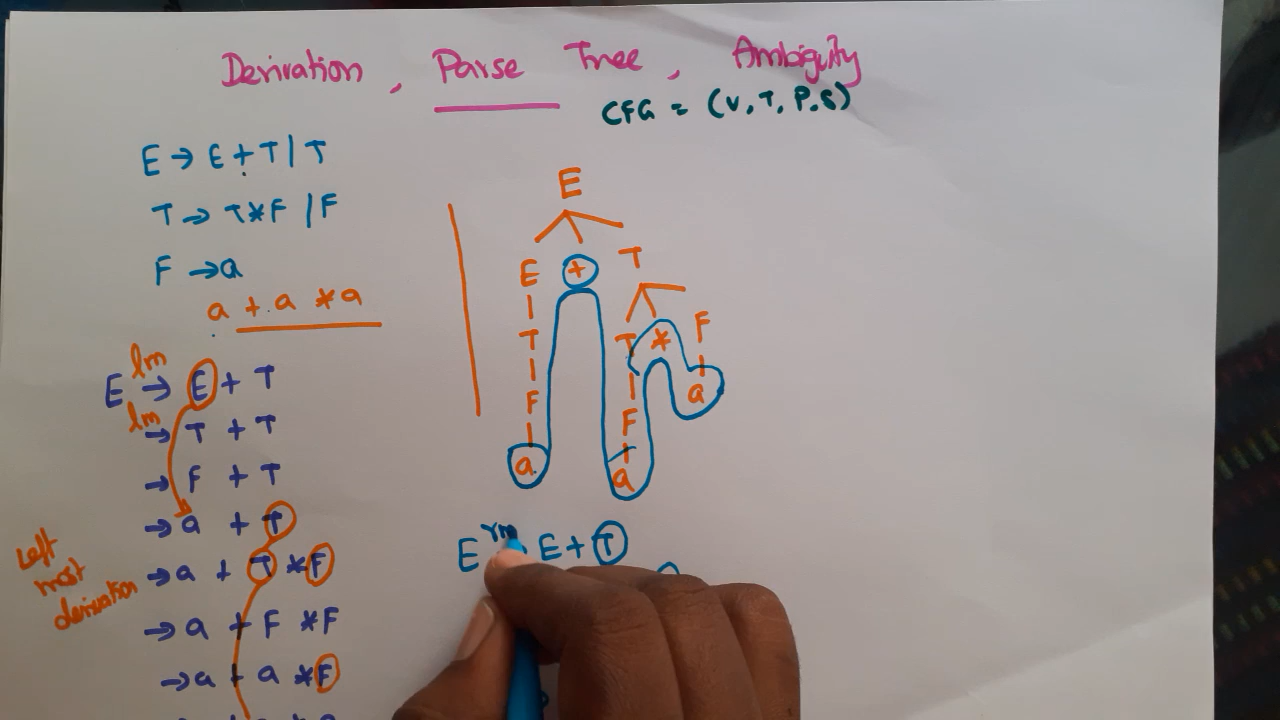 Derivation, Parse Tree, Ambiguity
CFG = (V, T, P, S)
E → E + T | T
T → T * F | F
F → a
a + a * a
lm
E → E + T
lm
→ T + T
→ F + T
→ a + T
→ a + T * F
→ a + F * F
→ a + a * F
Left
most
derivation
E
E + T
T T * F
F F a
a a
rm
E E + T